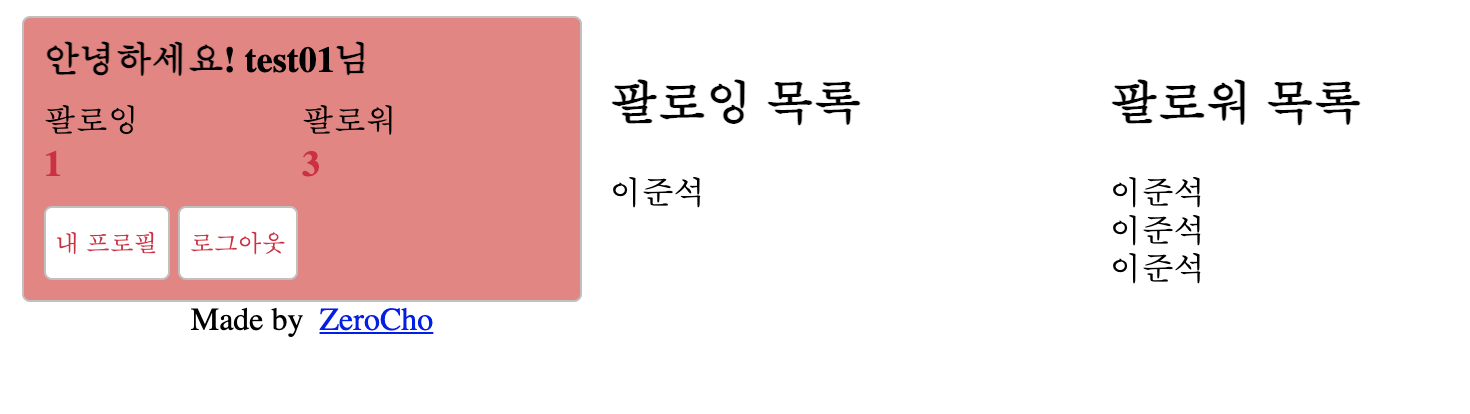 안녕하세요! test01님
팔로잉 팔로워
1 3
내 프로필 로그아웃
Made by ZeroCho
팔로잉 목록
이준석
팔로워 목록
이준석
이준석
이준석